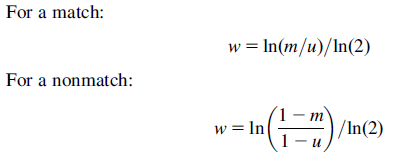 For a match:
w = ln(m/u)/ln(2)
For a nonmatch:
w = ln((1 − m)/(1 − u))/ln(2)